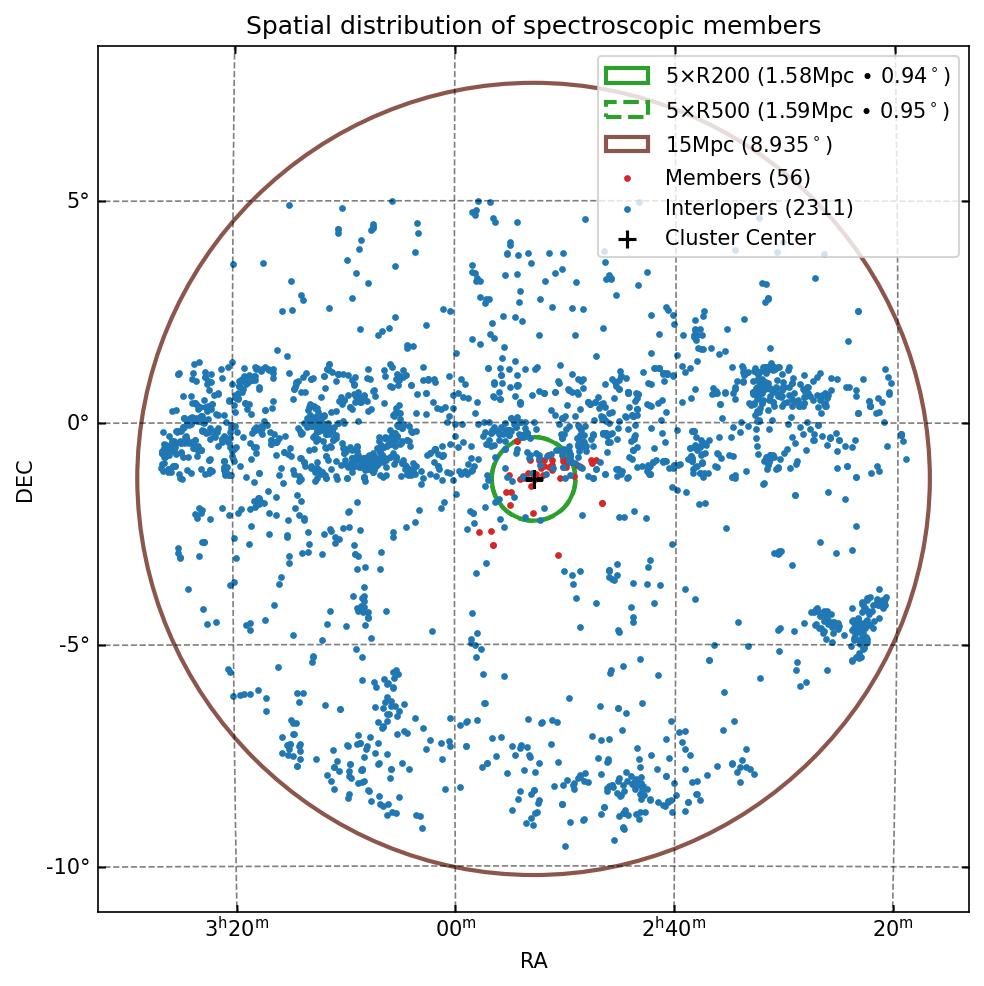 Spatial distribution of spectroscopic members
5×R200 (1.58Mpc • 0.94°)
5×R500 (1.59Mpc • 0.95°)
15Mpc (8.935°)
Members (56)
Interlopers (2311)
Cluster Center
5°
0°
-5°
-10°
DEC
3ʰ20ᵐ 00ᵐ 2ʰ40ᵐ 20ᵐ
RA